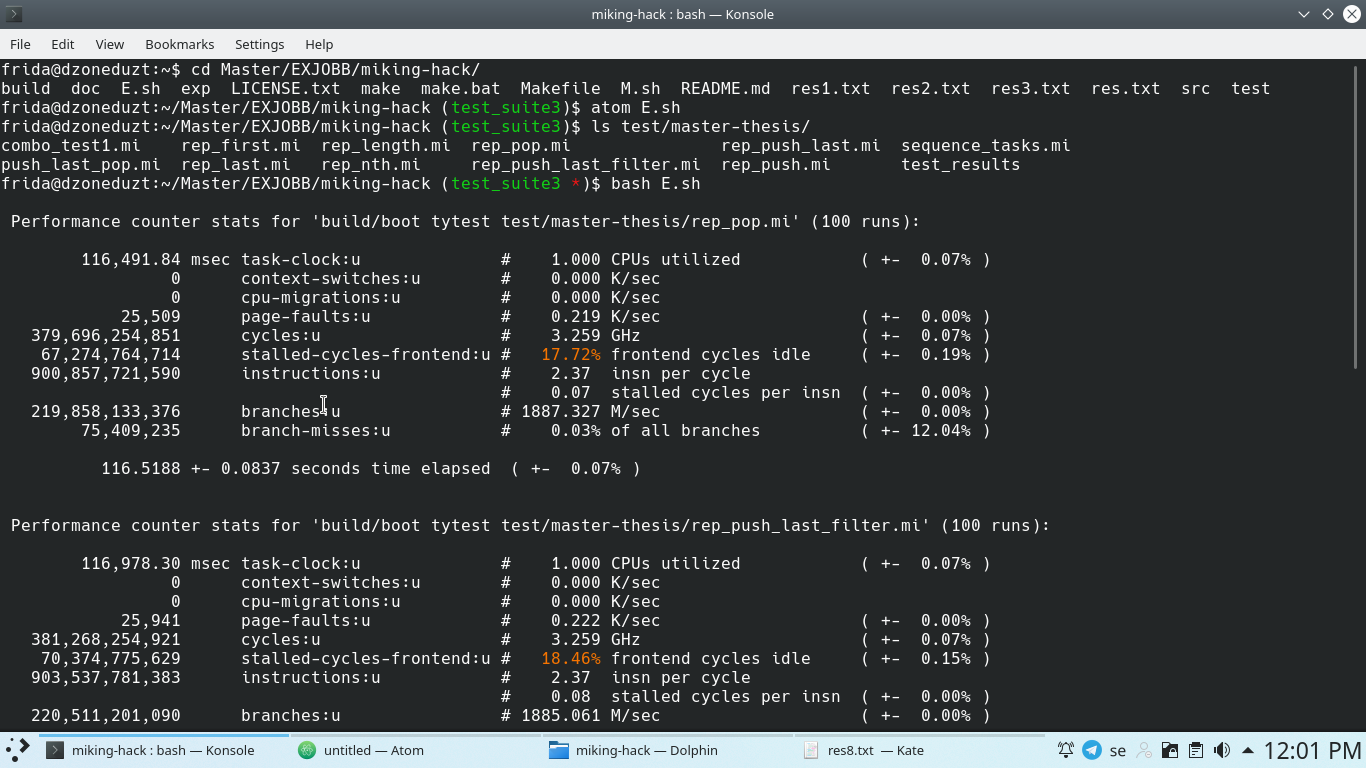 miking-hack : bash — Konsole
File Edit View Bookmarks Settings Help
frida@dzoneduzt:~$ cd Master/EXJOBB/miking-hack/
build  doc  E.sh  exp  LICENSE.txt  make  make.bat  Makefile  M.sh  README.md  res1.txt  res2.txt  res3.txt  res.txt  src  test
frida@dzoneduzt:~/Master/EXJOBB/miking-hack (test_suite3)$ atom E.sh
frida@dzoneduzt:~/Master/EXJOBB/miking-hack (test_suite3)$ ls test/master-thesis/
combo_test1.mi    rep_first.mi  rep_length.mi  rep_pop.mi               rep_push_last.mi  sequence_tasks.mi
push_last_pop.mi  rep_last.mi   rep_nth.mi     rep_push_last_filter.mi  rep_push.mi       test_results
frida@dzoneduzt:~/Master/EXJOBB/miking-hack (test_suite3 *)$ bash E.sh
Performance counter stats for 'build/boot tytest test/master-thesis/rep_pop.mi' (100 runs):
116,491.84 msec task-clock:u # 1.000 CPUs utilized ( +- 0.07% )
0 context-switches:u # 0.000 K/sec
0 cpu-migrations:u # 0.000 K/sec
25,509 page-faults:u # 0.219 K/sec ( +- 0.00% )
379,696,254,851 cycles:u # 3.259 GHz ( +- 0.07% )
67,274,764,714 stalled-cycles-frontend:u # 17.72% frontend cycles idle ( +- 0.19% )
900,857,721,590 instructions:u # 2.37 insn per cycle
# 0.07 stalled cycles per insn ( +- 0.00% )
219,858,133,376 branches:u # 1887.327 M/sec ( +- 0.00% )
75,409,235 branch-misses:u # 0.03% of all branches ( +- 12.04% )
116.5188 +- 0.0837 seconds time elapsed ( +- 0.07% )
Performance counter stats for 'build/boot tytest test/master-thesis/rep_push_last_filter.mi' (100 runs):
116,978.30 msec task-clock:u # 1.000 CPUs utilized ( +- 0.07% )
0 context-switches:u # 0.000 K/sec
0 cpu-migrations:u # 0.000 K/sec
25,941 page-faults:u # 0.222 K/sec ( +- 0.00% )
381,268,254,921 cycles:u # 3.259 GHz ( +- 0.07% )
70,374,775,629 stalled-cycles-frontend:u # 18.46% frontend cycles idle ( +- 0.15% )
903,537,781,383 instructions:u # 2.37 insn per cycle
# 0.08 stalled cycles per insn ( +- 0.00% )
220,511,201,090 branches:u # 1885.061 M/sec ( +- 0.00% )
miking-hack : bash — Konsole untitled — Atom miking-hack — Dolphin res8.txt — Kate se 12:01 PM